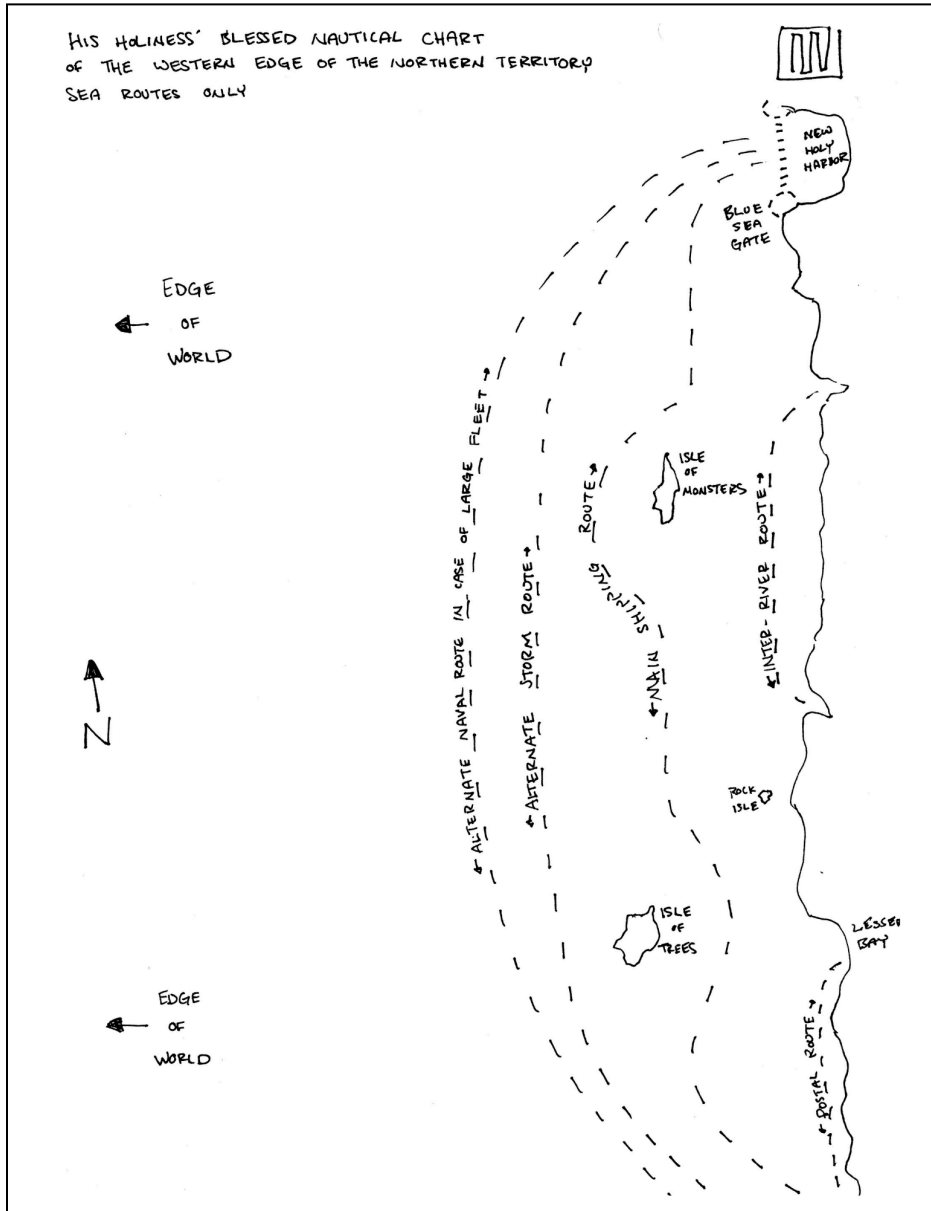 HIS HOLINESS' BLESSED NAUTICAL CHART
OF THE WESTERN EDGE OF THE NORTHERN TERRITORY
SEA ROUTES ONLY
NEW
HOLY
HARBOR
BLUE
SEA
GATE
EDGE
OF
WORLD
ALTERNATE NAVAL ROUTE IN CASE OF LARGE FLEET
ALTERNATE STORM ROUTE
MAIN SHIPPING ROUTE
ISLE
OF
MONSTERS
INTER-RIVER ROUTE
N
ROCK
ISLE
ISLE
OF
TREES
LESSER
BAY
EDGE
OF
WORLD
POSTAL ROUTE